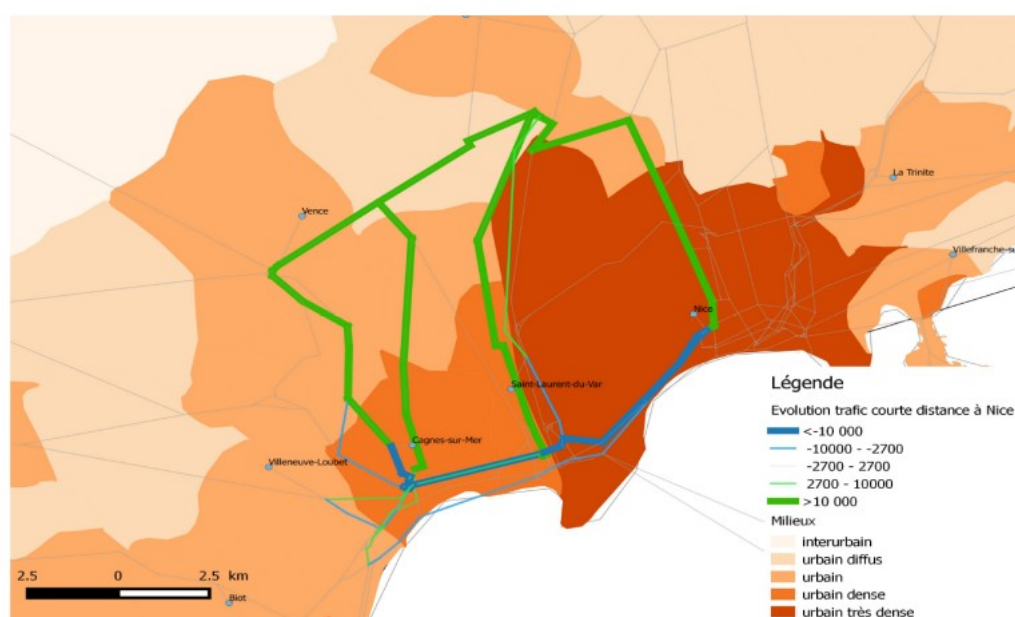 La Trinite
Vence
Villefranche-su
Nice
Saint-Laurent-du-Var
Cagnes-sur-Mer
Villeneuve-Loubet
Biot
2.5 0 2.5 km
Légende
Evolution trafic courte distance à Nice
<-10 000
-10000 - -2700
-2700 - 2700
2700 - 10000
>10 000
Milieux
interurbain
urbain diffus
urbain
urbain dense
urbain très dense